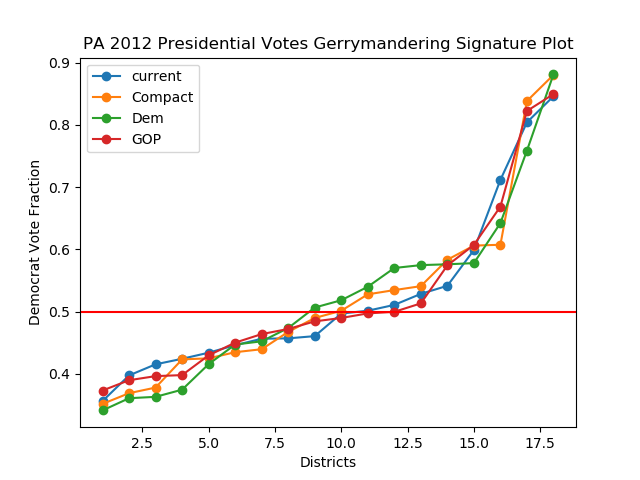 PA 2012 Presidential Votes Gerrymandering Signature Plot
0.9
0.8
0.7
0.6
0.5
0.4
Democrat Vote Fraction
current
Compact
Dem
GOP
2.5 5.0 7.5 10.0 12.5 15.0 17.5
Districts